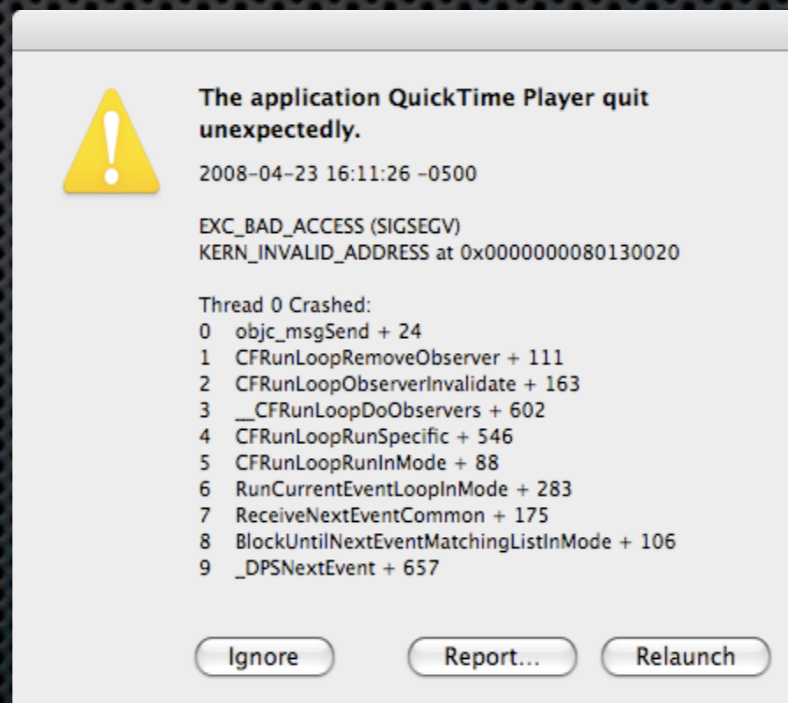 The application QuickTime Player quit
unexpectedly.
2008-04-23 16:11:26 -0500
EXC_BAD_ACCESS (SIGSEGV)
KERN_INVALID_ADDRESS at 0x0000000080130020
Thread 0 Crashed:
0 objc_msgSend + 24
1 CFRunLoopRemoveObserver + 111
2 CFRunLoopObserverInvalidate + 163
3 __CFRunLoopDoObservers + 602
4 CFRunLoopRunSpecific + 546
5 CFRunLoopRunInMode + 88
6 RunCurrentEventLoopInMode + 283
7 ReceiveNextEventCommon + 175
8 BlockUntilNextEventMatchingListInMode + 106
9 _DPSNextEvent + 657
Ignore Report... Relaunch